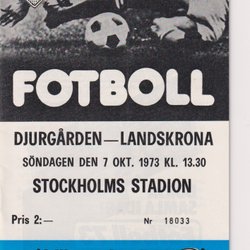 FOTBOLL
DJURGÅRDEN—LANDSKRONA
SÖNDAGEN DEN 7 OKT. 1973 KL. 13.30
STOCKHOLMS STADION
Pris 2:— Nr 18033